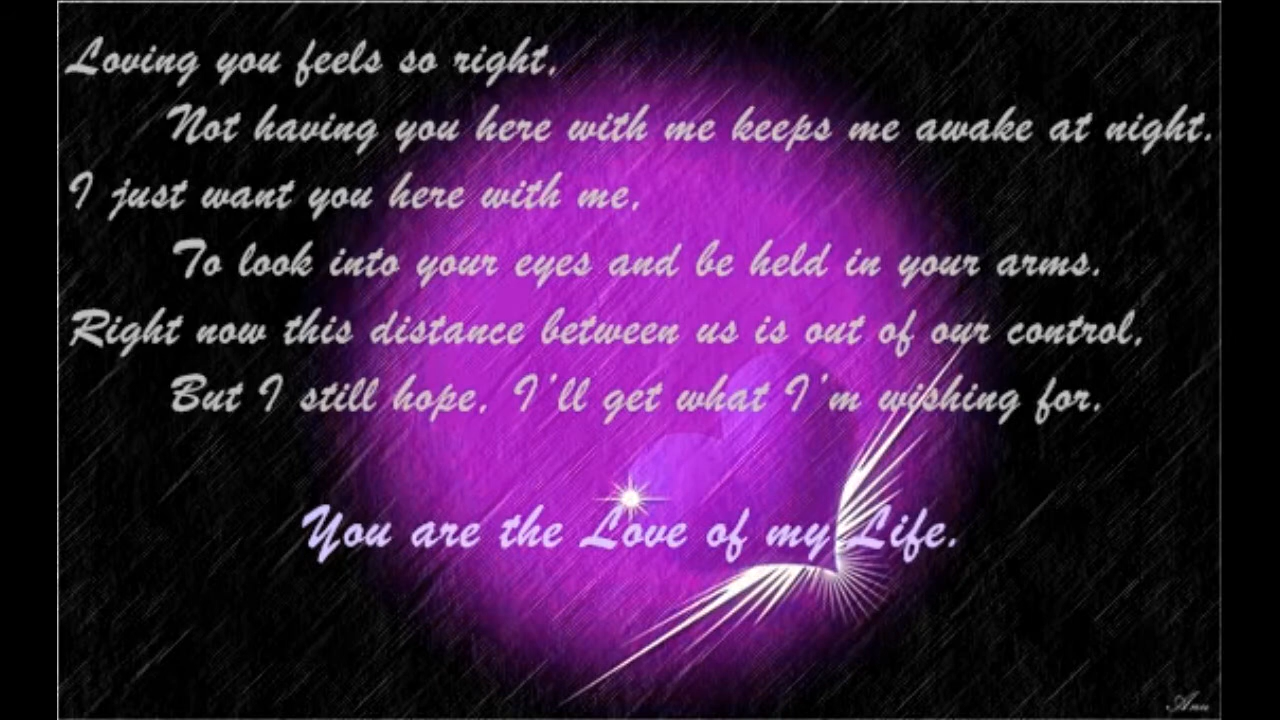 Loving you feels so right,
Not having you here with me keeps me awake at night.
I just want you here with me,
To look into your eyes and be held in your arms.
Right now this distance between us is out of our control,
But I still hope, I'll get what I'm wishing for.
You are the Love of my Life.
Anu